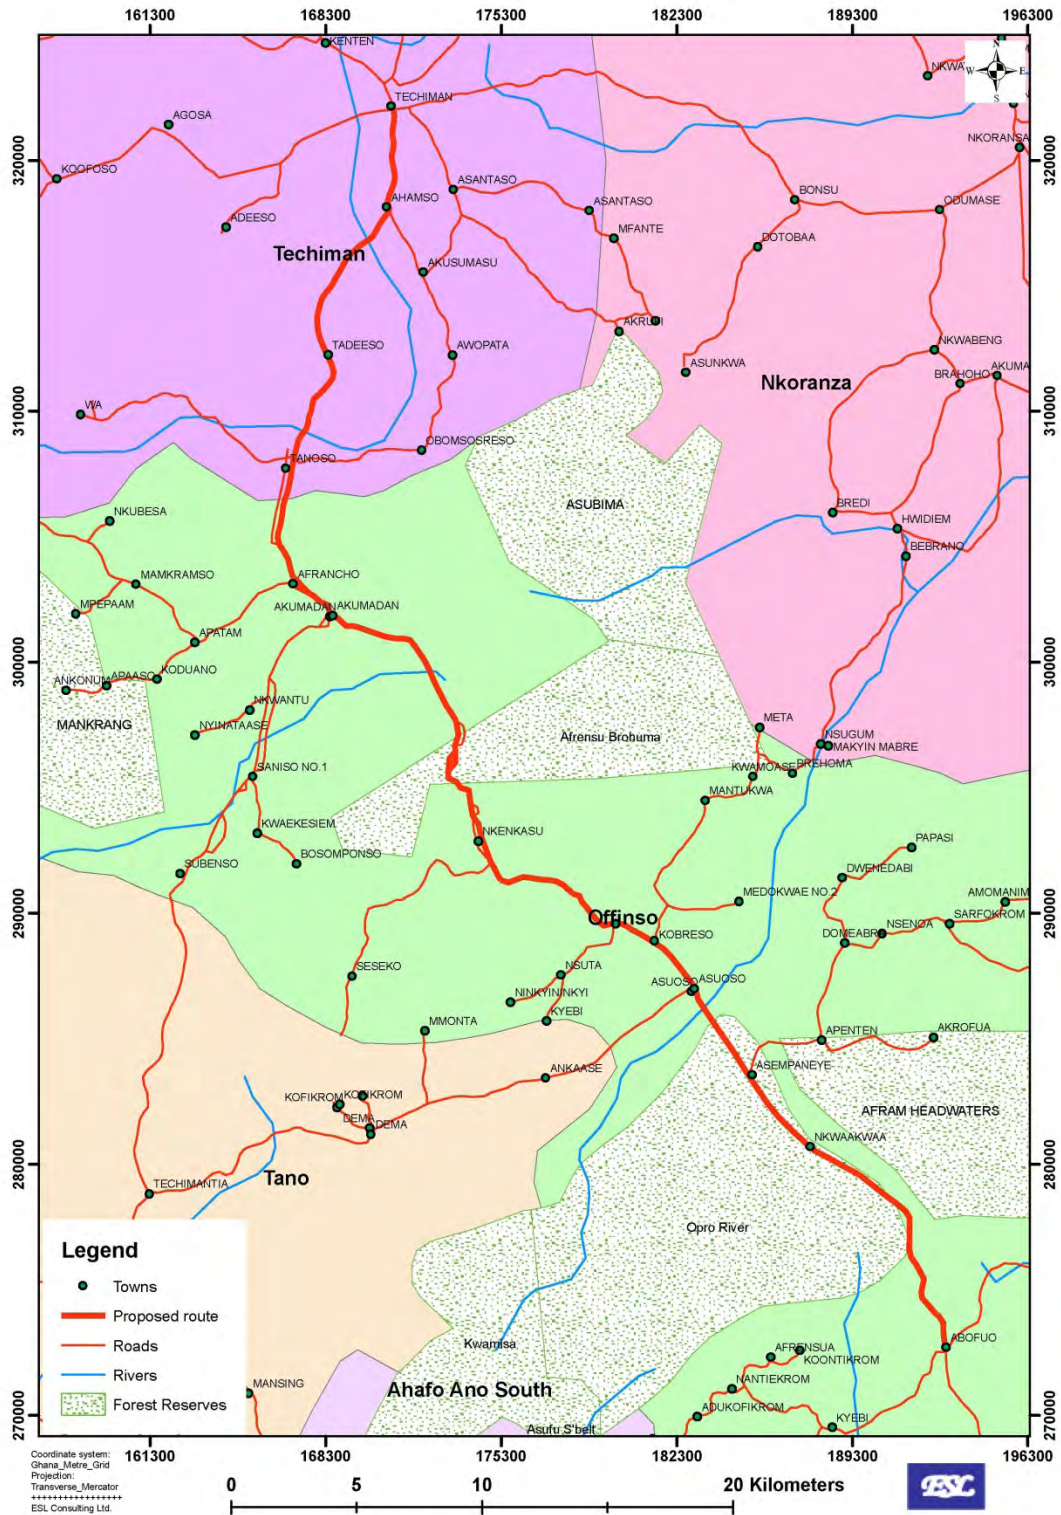 161300 168300 175300 182300 189300 196300
KENTEN
N
W E
S
TECHIMAN
AGOSA
NKORANSA
320000
320000
KOOFOSO
ASANTASO
BONSU
AHAMSO
ASANTASO
ODUMASE
ADEESO
MFANTE
DOTOBAA
Techiman
AKUSUMASU
AKRUFI
NKWABENG
TADEESO
AWOPATA
ASUNKWA
Nkoranza
BRAHOHO
AKUMA
WA
310000
310000
OBOMSOSRESO
TANOSO
ASUBIMA
BREDI
NKUBESA
HWIDIEM
BEBRANO
MAMKRAMSO
AFRANCHO
MPEPAAM
AKUMADAN
AKUMADAN
APATAM
300000
300000
ANKONUM
APAASO
KODUANO
NKWANTU
MANKRANG
NYINATAASE
META
Afrensu Brohuma
NSUGUM
MAKYIN MABRE
SANISO NO.1
KWAMOASE
BREHOMA
MANTUKWA
KWAEKESIEM
NKENKASU
PAPASI
BOSOMPONSO
SUBENSO
DWENEDABI
MEDOKWAE NO.2
AMOMANIM
290000
290000
Offinso
SARFOKROM
KOBRESO
DOMEABRA
NSENOA
SESEKO
NSUTA
ASUOSO
ASUOSO
NINKYININKYI
KYEBI
MMONTA
APENTEN
AKROFUA
ANKAASE
ASEMPANEYE
KOFIKROM
KOFIKROM
AFRAM HEADWATERS
DEMA
DEMA
NKWAAKWAA
280000
280000
TECHIMANTIA
Tano
Opro River
Legend
Towns
Proposed route
Roads
Rivers
Forest Reserves
Kwamisa
ABOFUO
AFRENSUA
KOONTIKROM
MANSING
Ahafo Ano South
NANTIEKROM
ADUKOFIKROM
KYEBI
Asufu S'belt
270000
270000
161300 168300 175300 182300 189300 196300
Coordinate system:
Ghana_Metre_Grid
Projection:
Transverse_Mercator
++++++++++++++++
ESL Consulting Ltd.
0 5 10 20 Kilometers
ESL